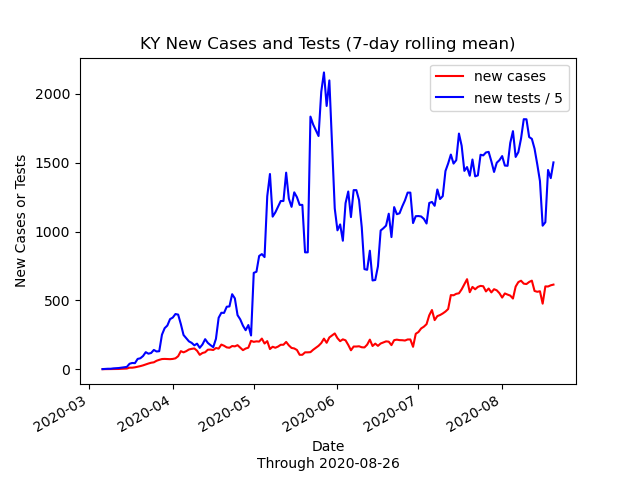 KY New Cases and Tests (7-day rolling mean)
new cases
new tests / 5
New Cases or Tests
2000
1500
1000
500
0
2020-03
2020-04
2020-05
2020-06
2020-07
2020-08
Date
Through 2020-08-26